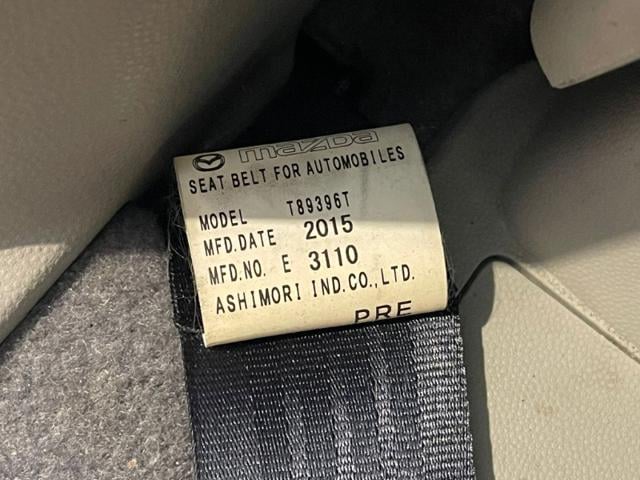 mazda
SEAT BELT FOR AUTOMOBILES
MODEL T89396T
MFD.DATE 2015
MFD.NO. E 3110
ASHIMORI IND.CO.,LTD.
PRE